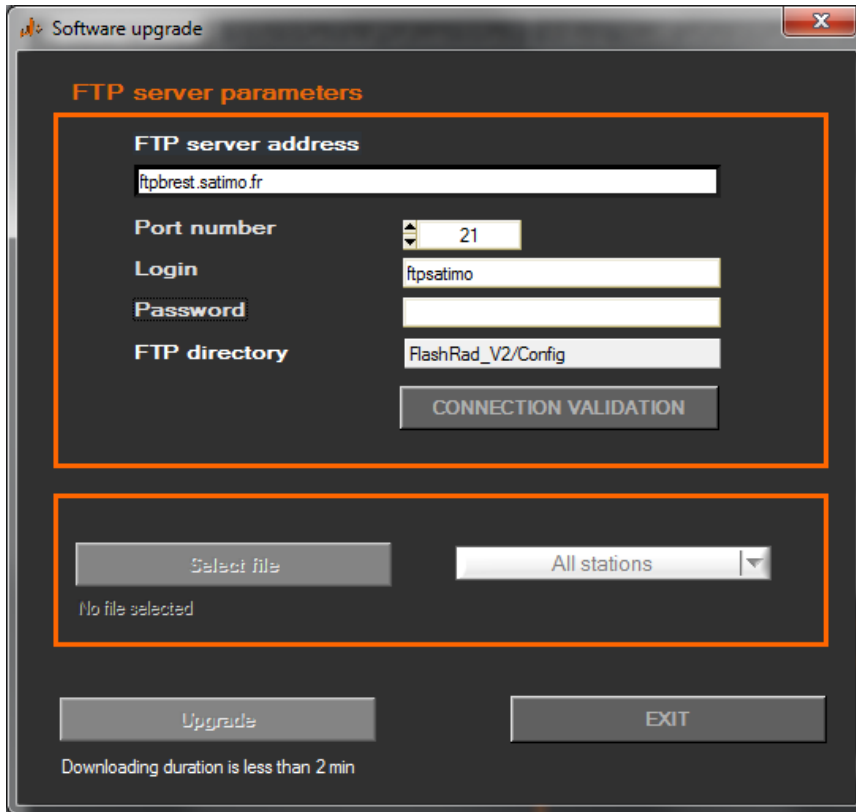 Software upgrade
FTP server parameters
FTP server address
ftpbrest.satimo.fr
Port number 21
Login ftpsatimo
Password
FTP directory FlashRad_V2/Config
CONNECTION VALIDATION
Select file All stations
No file selected
Upgrade EXIT
Downloading duration is less than 2 min